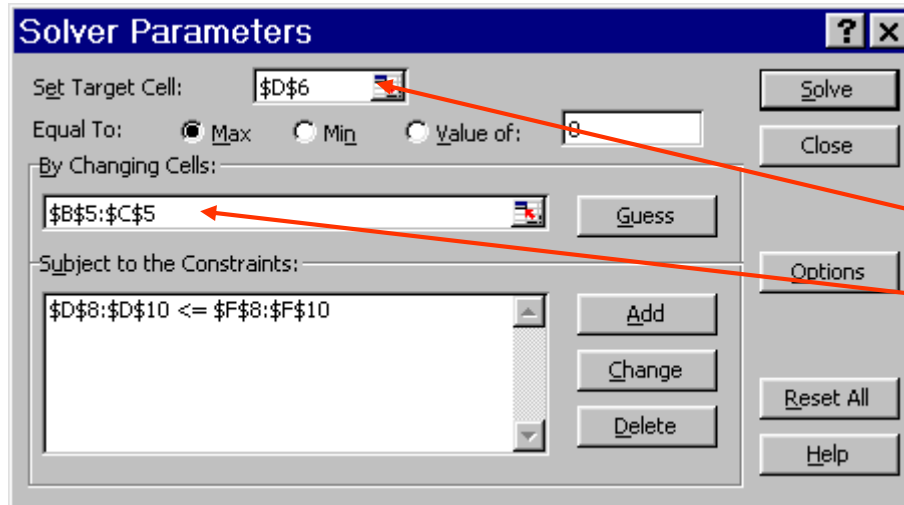 Solver Parameters
Set Target Cell: $D$6 Solve
Equal To: Max Min Value of: 0 Close
By Changing Cells:
$B$5:$C$5 Guess
Subject to the Constraints: Options
$D$8:$D$10 <= $F$8:$F$10 Add
Change
Reset All
Delete
Help